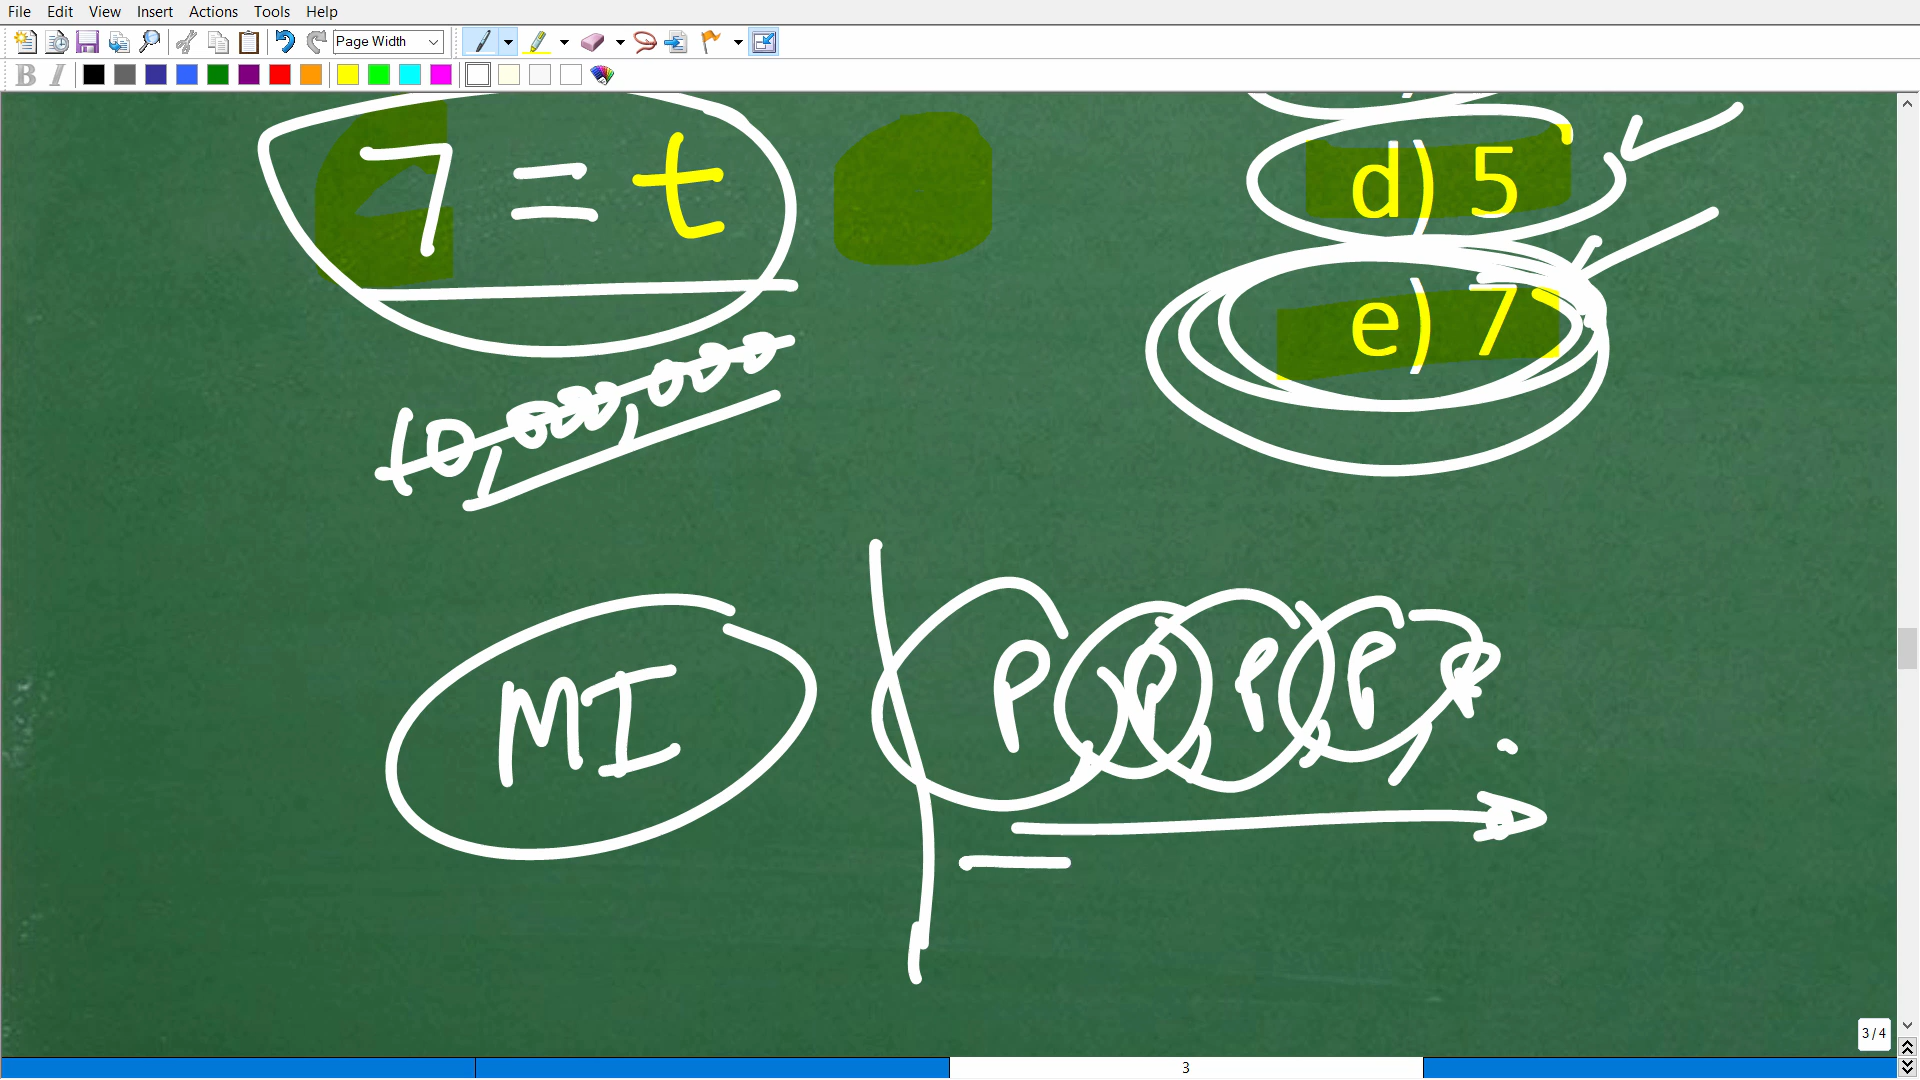 File Edit View Insert Actions Tools Help
Page Width
B I
7 = t
d) 5
e) 7
10,000,000
MI P, P, P, P, P.
3 / 4
3